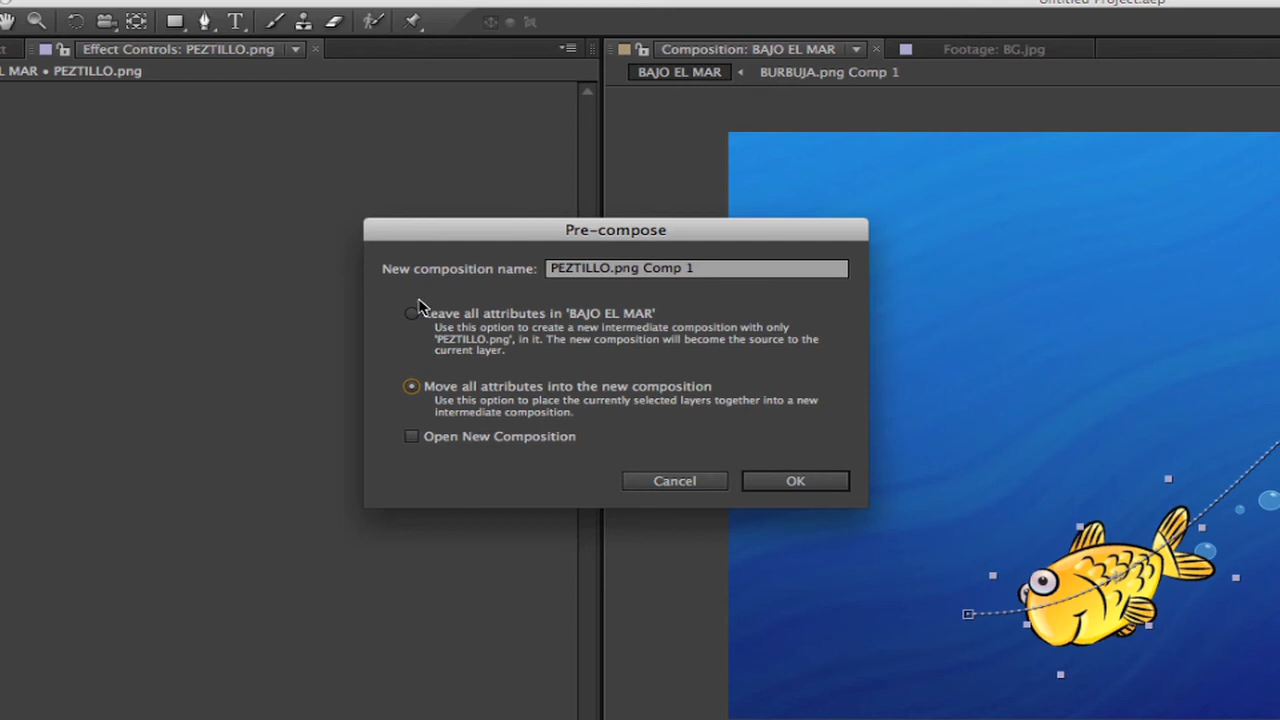 Untitled Project.aep
Effect Controls: PEZTILLO.png
Composition: BAJO EL MAR
Footage: BG.jpg
L MAR • PEZTILLO.png
BAJO EL MAR
BURBUJA.png Comp 1
Pre-compose
New composition name: PEZTILLO.png Comp 1
eave all attributes in 'BAJO EL MAR'
Use this option to create a new intermediate composition with only
'PEZTILLO.png', in it. The new composition will become the source to the
current layer.
Move all attributes into the new composition
Use this option to place the currently selected layers together into a new
intermediate composition.
Open New Composition
Cancel
OK